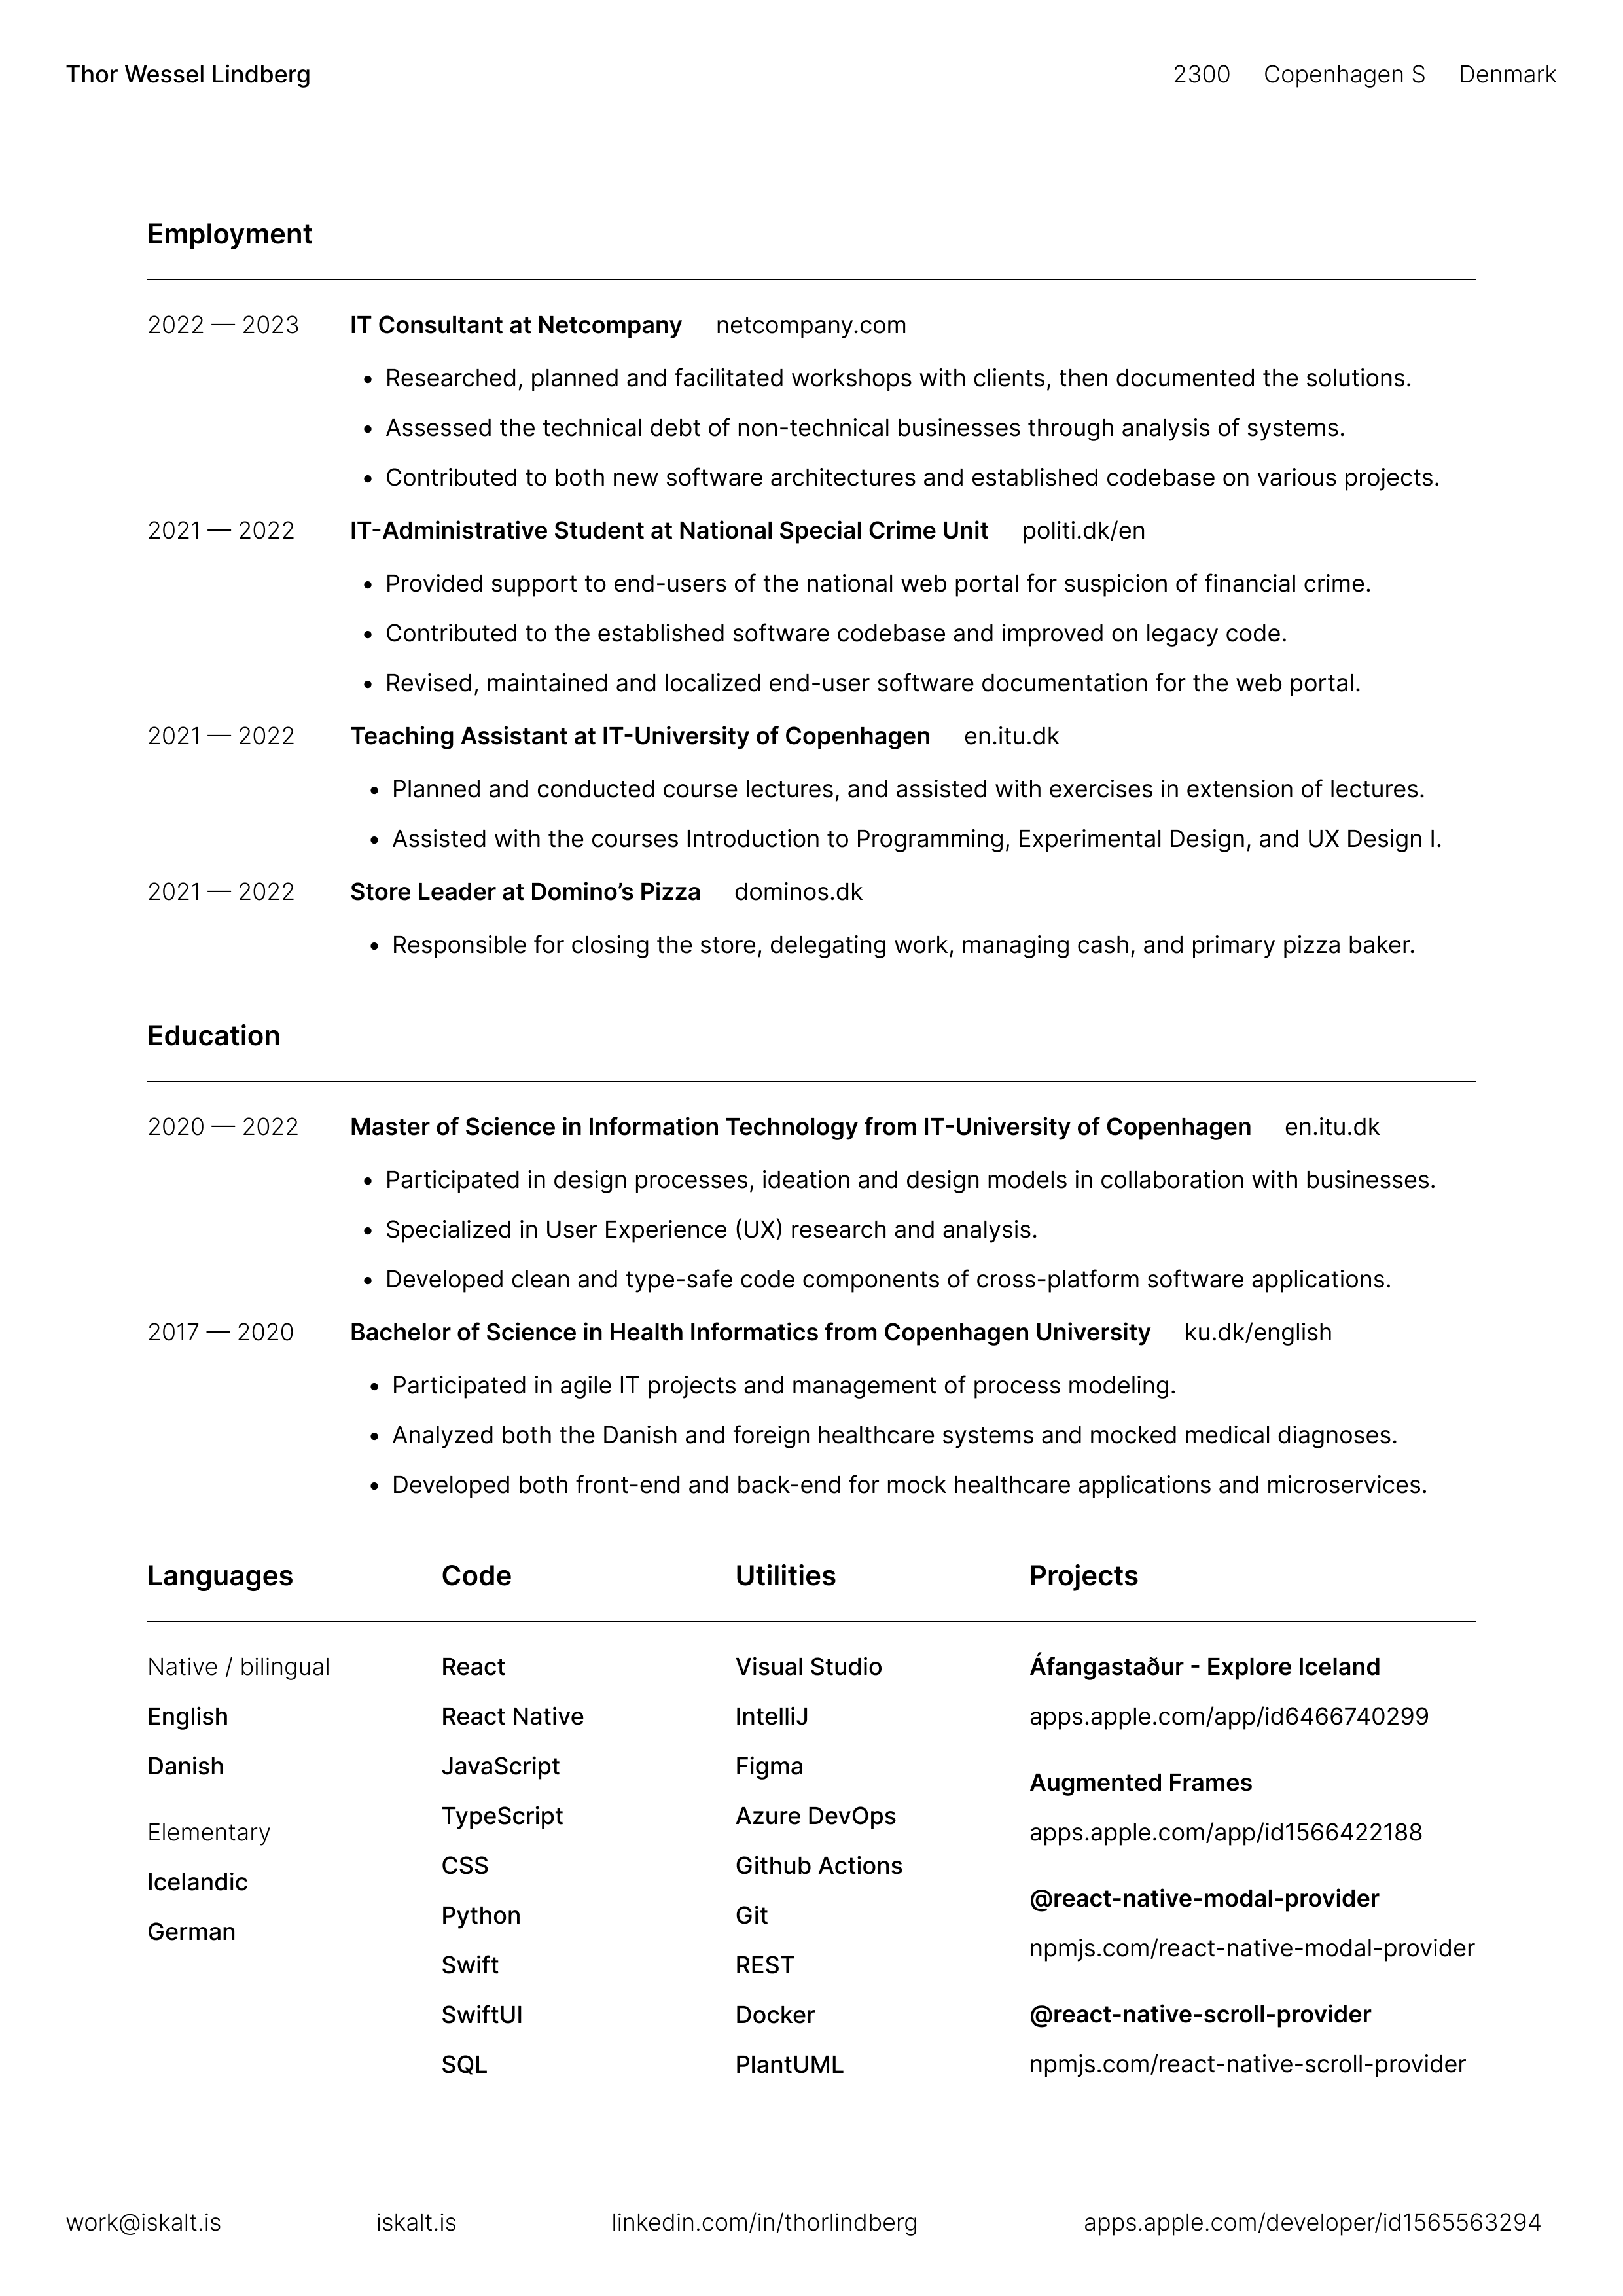 Thor Wessel Lindberg 2300 Copenhagen S Denmark
Employment
2022 — 2023 IT Consultant at Netcompany netcompany.com
• Researched, planned and facilitated workshops with clients, then documented the solutions.
• Assessed the technical debt of non-technical businesses through analysis of systems.
• Contributed to both new software architectures and established codebase on various projects.
2021 — 2022 IT-Administrative Student at National Special Crime Unit politi.dk/en
• Provided support to end-users of the national web portal for suspicion of financial crime.
• Contributed to the established software codebase and improved on legacy code.
• Revised, maintained and localized end-user software documentation for the web portal.
2021 — 2022 Teaching Assistant at IT-University of Copenhagen en.itu.dk
• Planned and conducted course lectures, and assisted with exercises in extension of lectures.
• Assisted with the courses Introduction to Programming, Experimental Design, and UX Design I.
2021 — 2022 Store Leader at Domino’s Pizza dominos.dk
• Responsible for closing the store, delegating work, managing cash, and primary pizza baker.
Education
2020 — 2022 Master of Science in Information Technology from IT-University of Copenhagen en.itu.dk
• Participated in design processes, ideation and design models in collaboration with businesses.
• Specialized in User Experience (UX) research and analysis.
• Developed clean and type-safe code components of cross-platform software applications.
2017 — 2020 Bachelor of Science in Health Informatics from Copenhagen University ku.dk/english
• Participated in agile IT projects and management of process modeling.
• Analyzed both the Danish and foreign healthcare systems and mocked medical diagnoses.
• Developed both front-end and back-end for mock healthcare applications and microservices.
Languages
Native / bilingual
English
Danish
Elementary
Icelandic
German
Code
React
React Native
JavaScript
TypeScript
CSS
Python
Swift
SwiftUI
SQL
Utilities
Visual Studio
IntelliJ
Figma
Azure DevOps
Github Actions
Git
REST
Docker
PlantUML
Projects
Áfangastaður - Explore Iceland
apps.apple.com/app/id6466740299
Augmented Frames
apps.apple.com/app/id1566422188
@react-native-modal-provider
npmjs.com/react-native-modal-provider
@react-native-scroll-provider
npmjs.com/react-native-scroll-provider
work@iskalt.is iskalt.is linkedin.com/in/thorlindberg apps.apple.com/developer/id1565563294